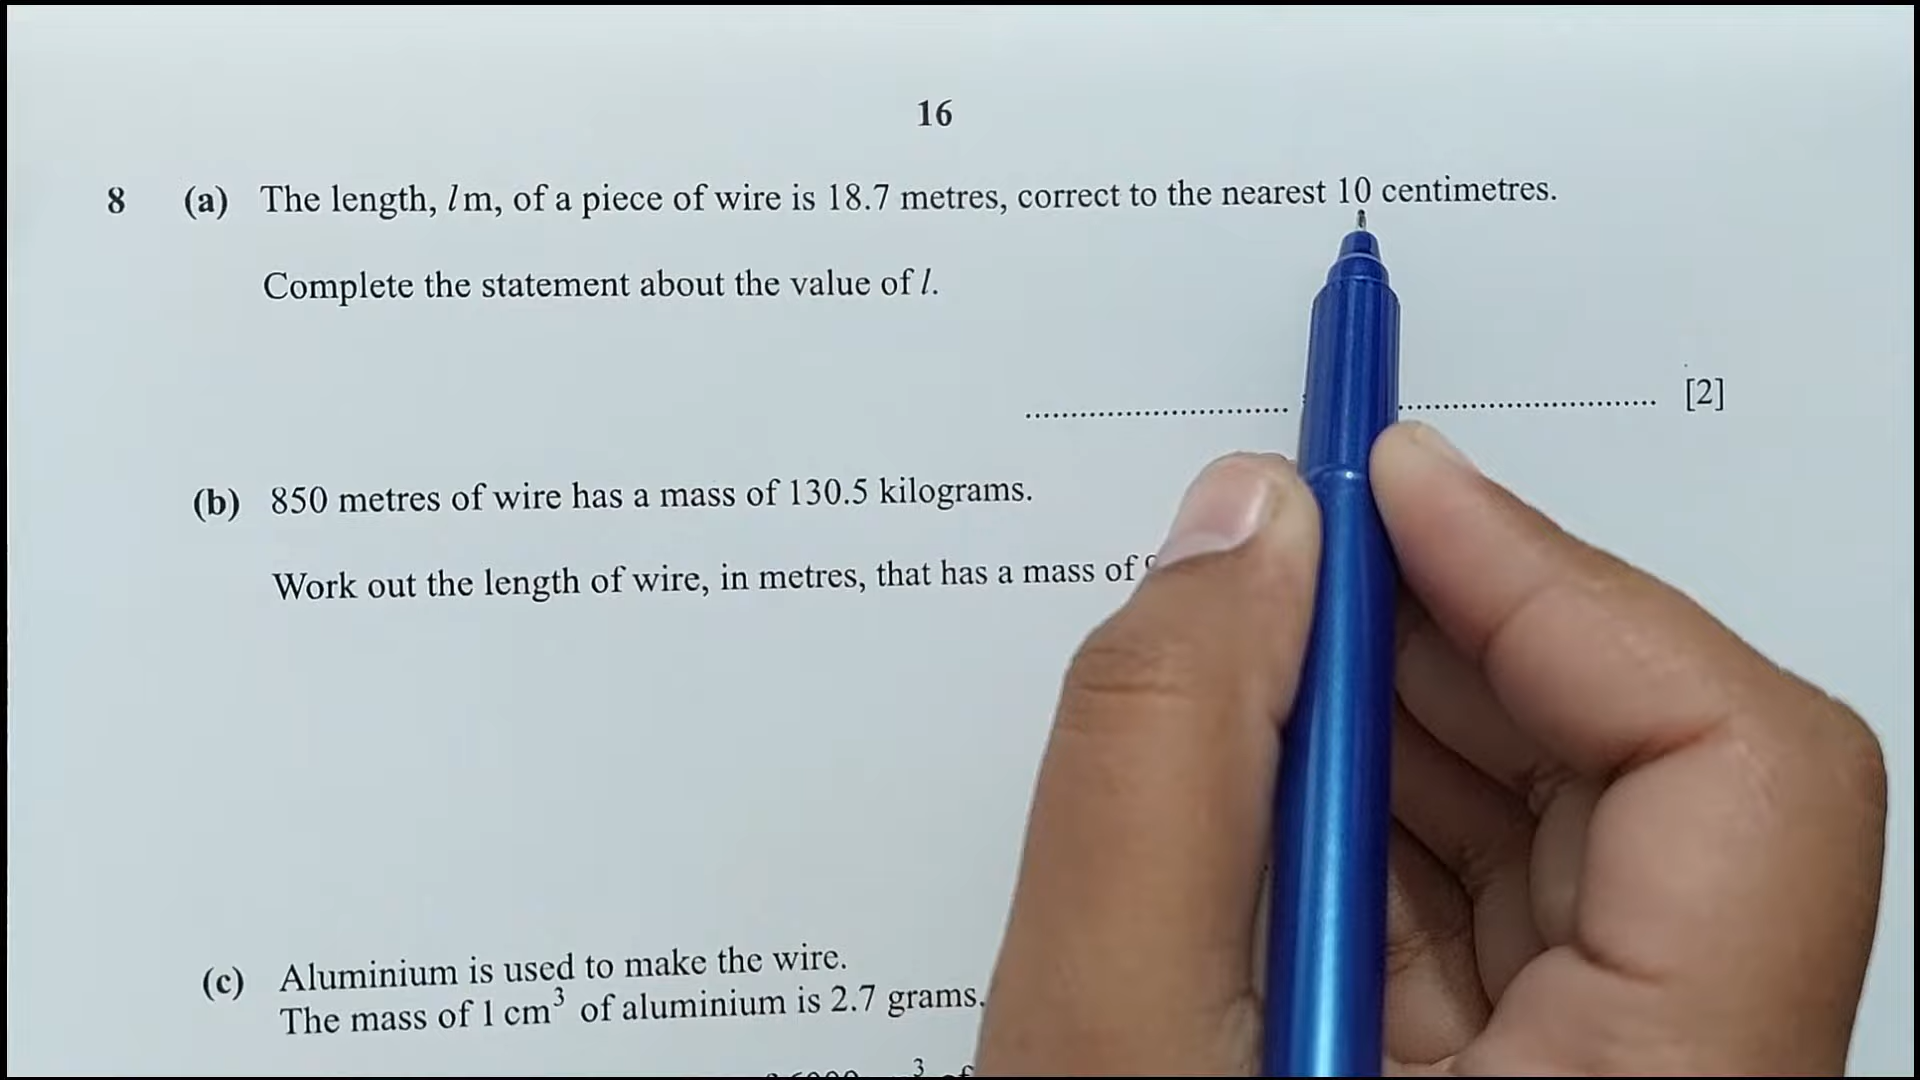 16
8 (a) The length, l m, of a piece of wire is 18.7 metres, correct to the nearest 10 centimetres.
Complete the statement about the value of l.
.............................. .............................. [2]
(b) 850 metres of wire has a mass of 130.5 kilograms.
Work out the length of wire, in metres, that has a mass of
(c) Aluminium is used to make the wire.
The mass of 1 cm³ of aluminium is 2.7 grams.